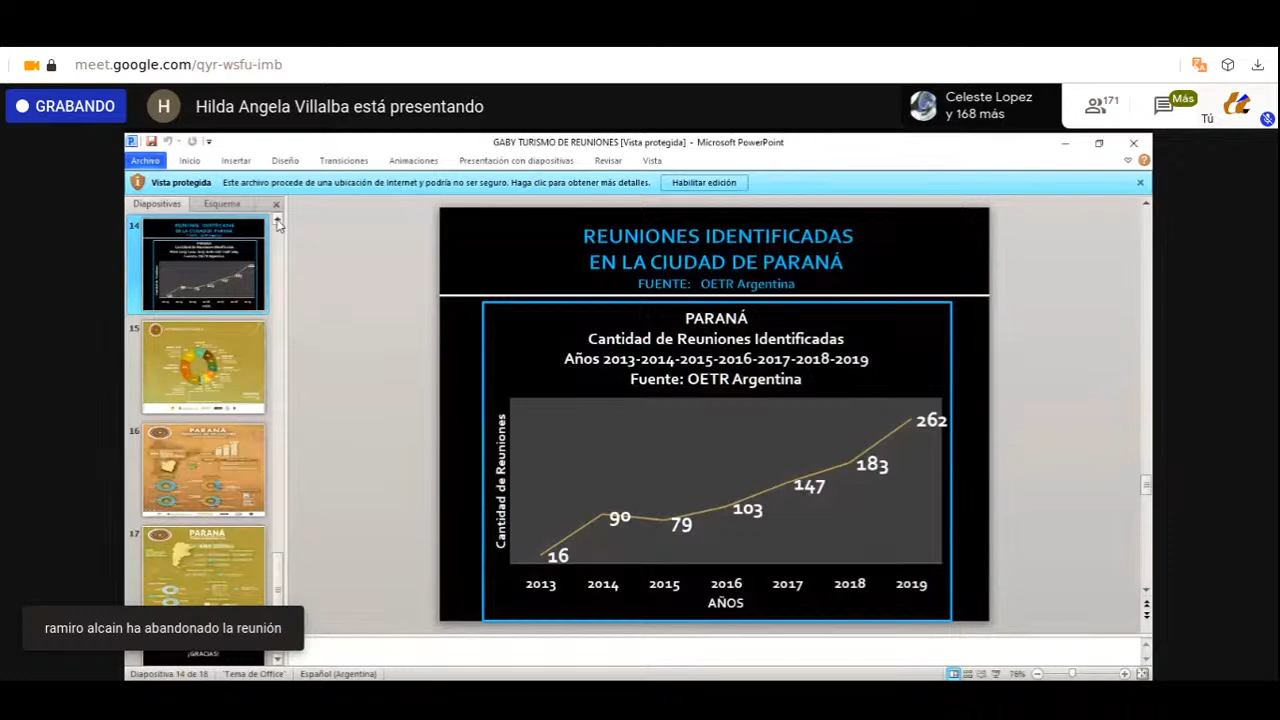 meet.google.com/qyr-wsfu-imb
GRABANDO
H
Hilda Angela Villalba está presentando
Celeste Lopez
y 168 más
171
Más
Tú
GABY TURISMO DE REUNIONES [Vista protegida] - Microsoft PowerPoint
Archivo Inicio Insertar Diseño Transiciones Animaciones Presentación con diapositivas Revisar Vista
Vista protegida Este archivo procede de una ubicación de Internet y podría no ser seguro. Haga clic para obtener más detalles. Habilitar edición
Diapositivas Esquema
14
15
16
PARANÁ
17
PARANÁ
¡GRACIAS!
REUNIONES IDENTIFICADAS
EN LA CIUDAD DE PARANÁ
FUENTE: OETR Argentina
PARANÁ
Cantidad de Reuniones Identificadas
Años 2013-2014-2015-2016-2017-2018-2019
Fuente: OETR Argentina
Cantidad de Reuniones
16
90
79
103
147
183
262
2013 2014 2015 2016 2017 2018 2019
AÑOS
ramiro alcain ha abandonado la reunión
Diapositiva 14 de 18 "Tema de Office" Español (Argentina) 78%